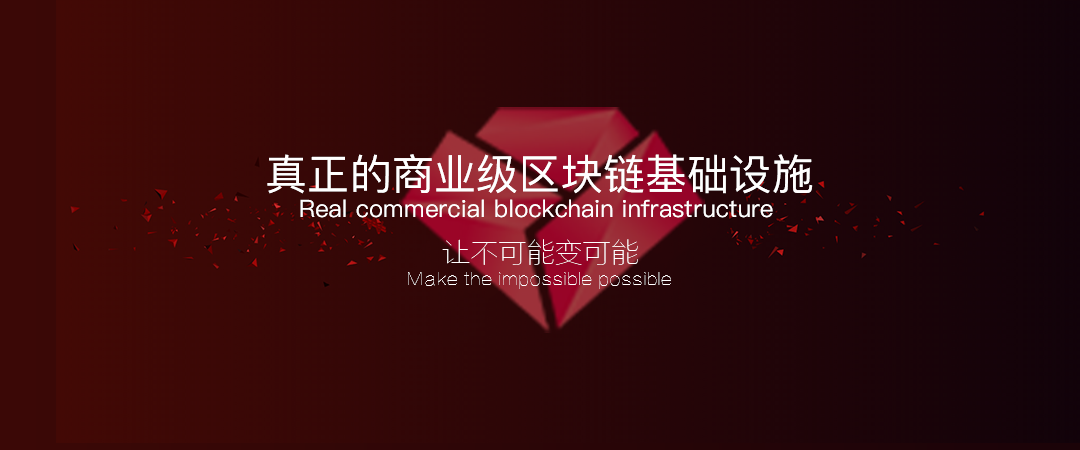 真正的商业级区块链基础设施
Real commercial blockchain infrastructure
让不可能变可能
Make the impossible possible